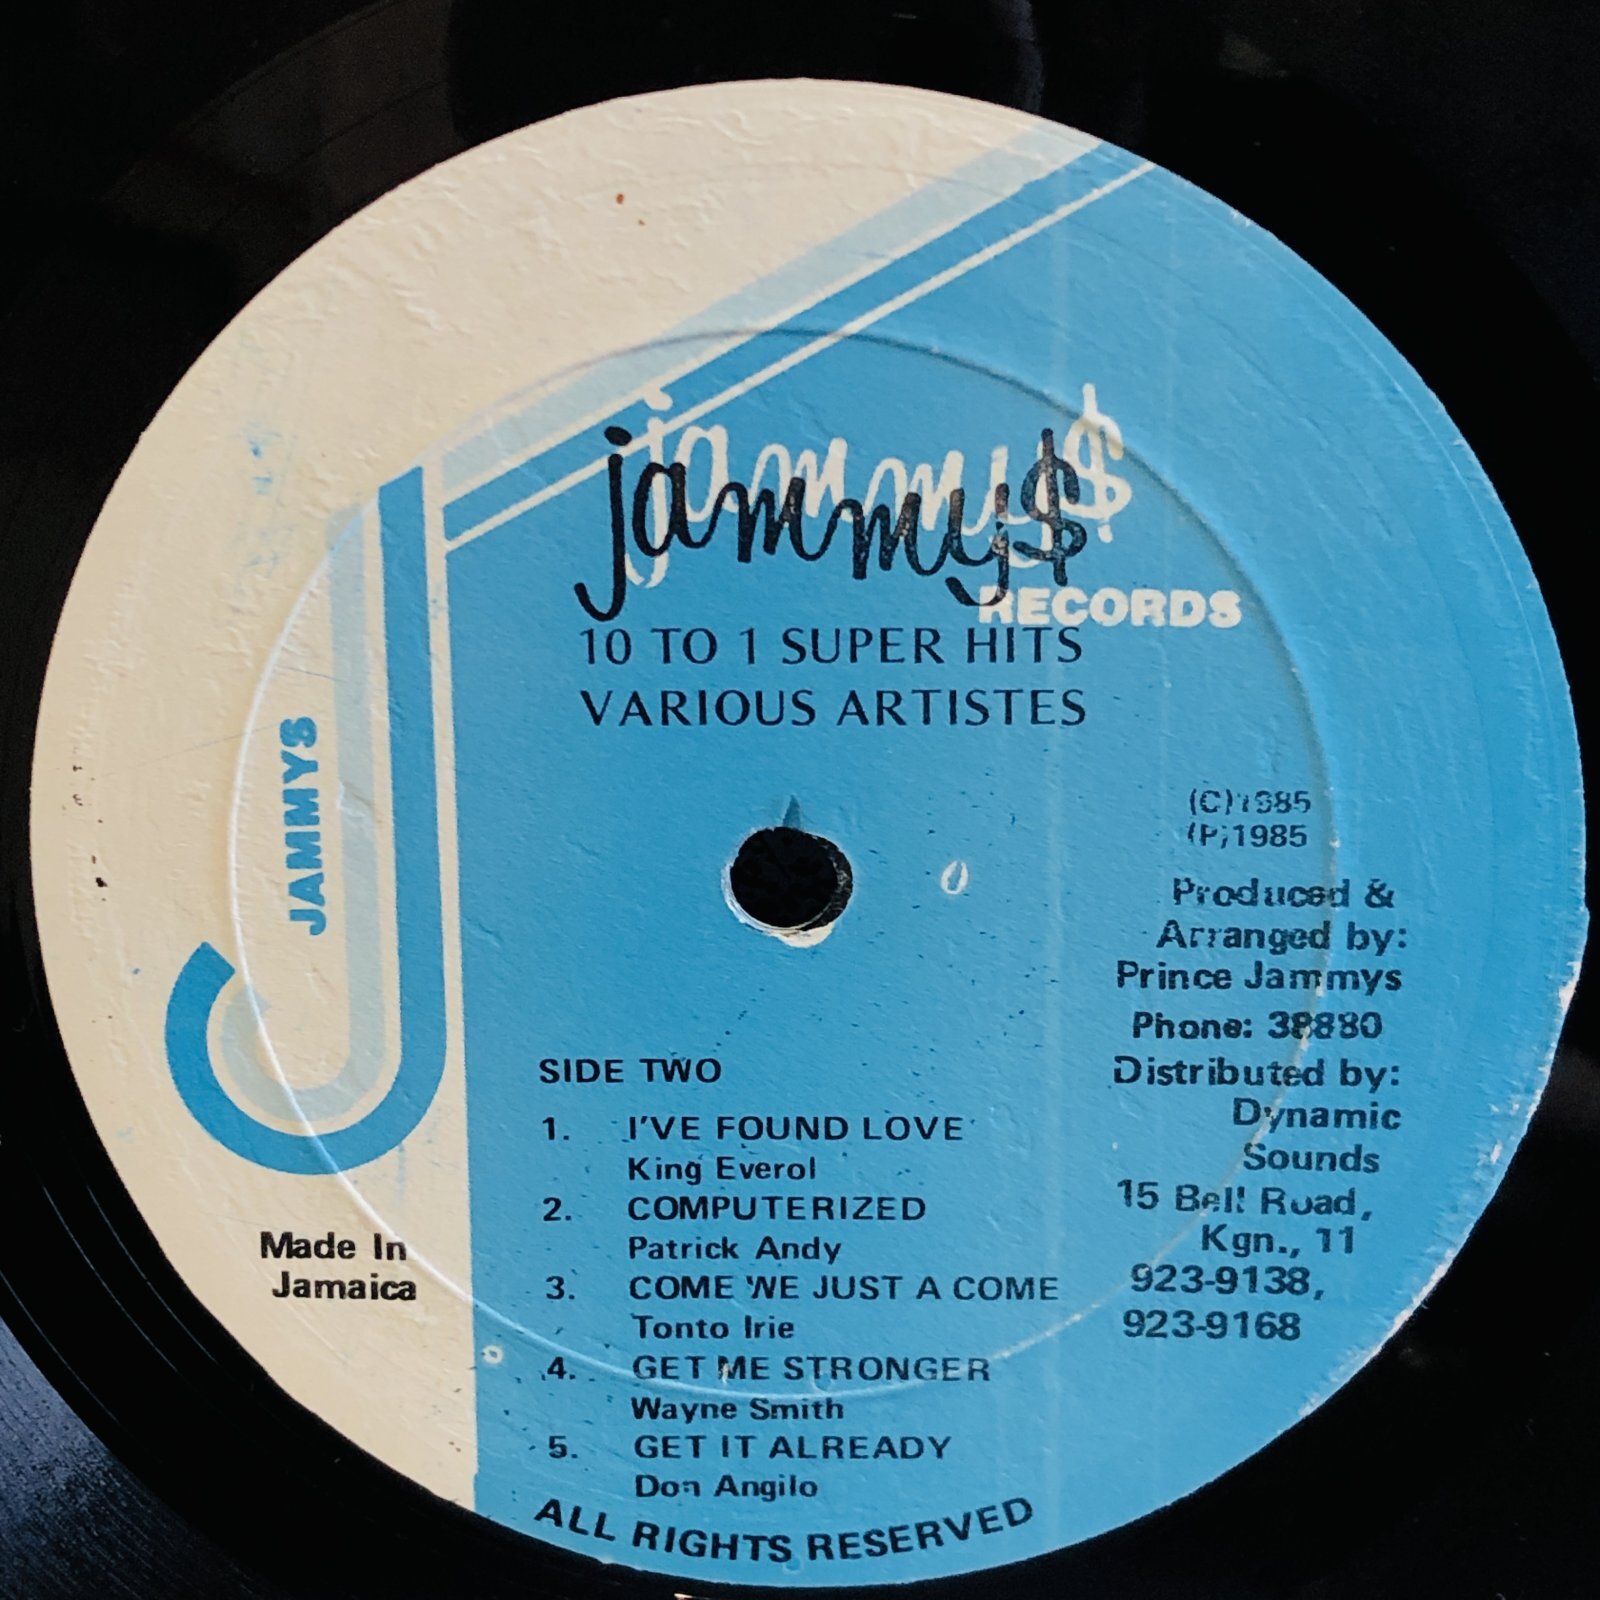 jammy$
jammy$
RECORDS
10 TO 1 SUPER HITS
VARIOUS ARTISTES
JAMMYS
(C) 1985
(P) 1985
Produced &
Arranged by:
Prince Jammys
Phone: 38880
Distributed by:
Dynamic
Sounds
15 Bell Road,
Kgn., 11
923-9138,
923-9168
Made In
Jamaica
SIDE TWO
1. I'VE FOUND LOVE
King Everol
2. COMPUTERIZED
Patrick Andy
3. COME WE JUST A COME
Tonto Irie
4. GET ME STRONGER
Wayne Smith
5. GET IT ALREADY
Don Angilo
ALL RIGHTS RESERVED